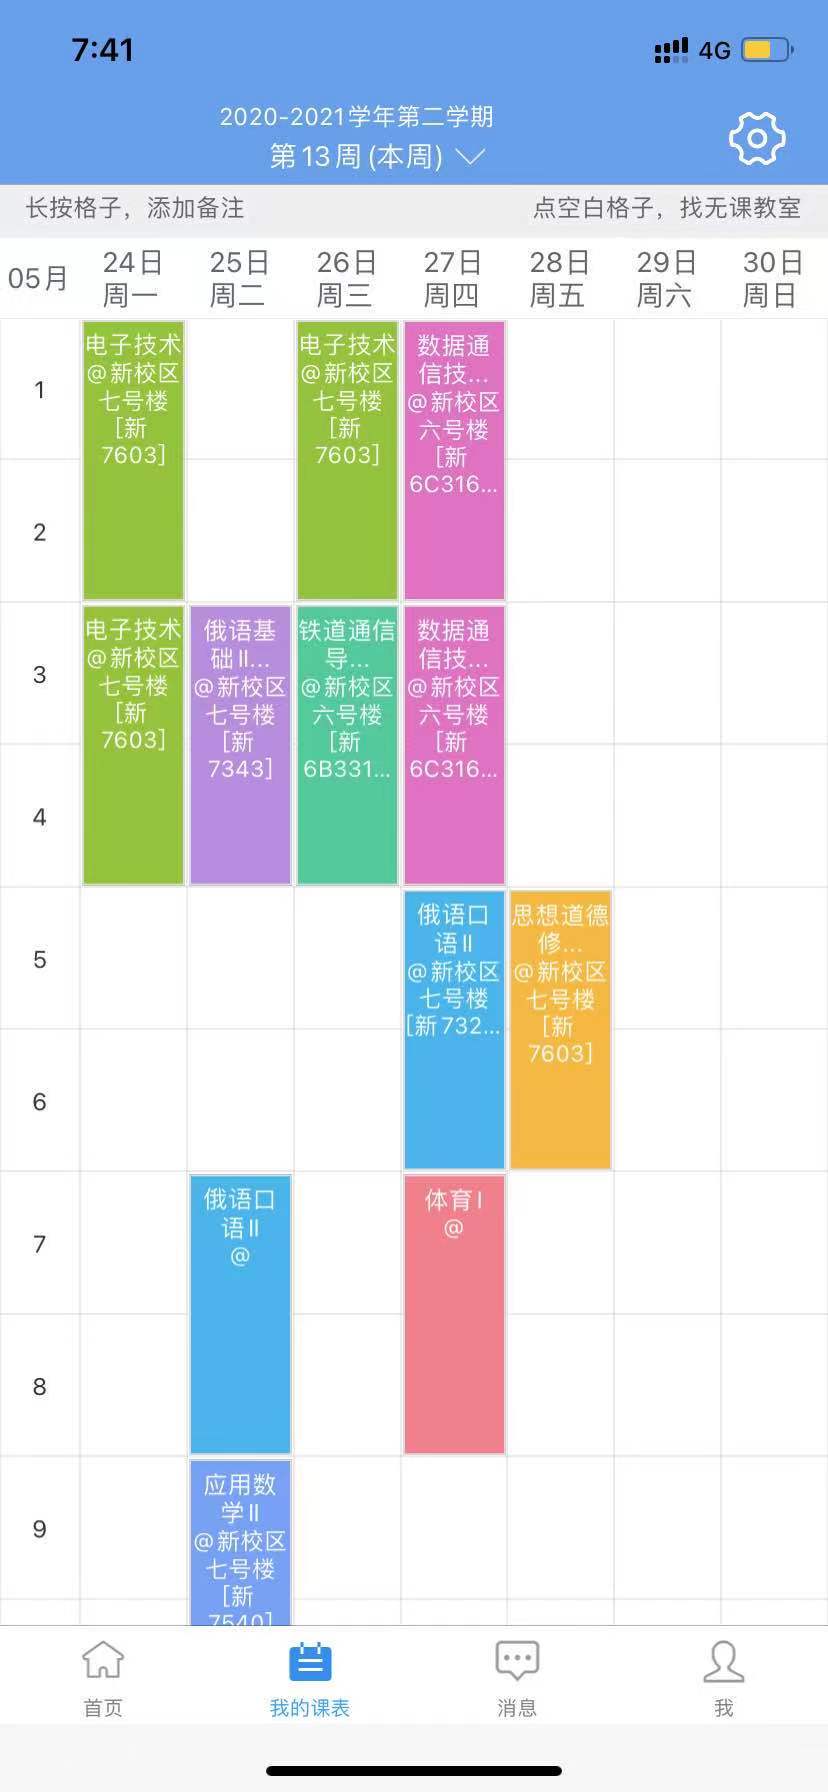 7:41
4G
2020-2021学年第二学期
第13周(本周)
长按格子，添加备注
点空白格子，找无课教室
05月
24日
周一
25日
周二
26日
周三
27日
周四
28日
周五
29日
周六
30日
周日
1
电子技术
@新校区
七号楼
[新
7603]
电子技术
@新校区
七号楼
[新
7603]
数据通
信技...
@新校区
六号楼
[新
6C316...
2
3
电子技术
@新校区
七号楼
[新
7603]
俄语基
础Ⅱ...
@新校区
七号楼
[新
7343]
铁道通信
导...
@新校区
六号楼
[新
6B331...
数据通
信技...
@新校区
六号楼
[新
6C316...
4
5
俄语口
语Ⅱ
@新校区
七号楼
[新732...
思想道德
修...
@新校区
七号楼
[新
7603]
6
7
俄语口
语Ⅱ
@
体育Ⅰ
@
8
9
应用数
学Ⅱ
@新校区
七号楼
[新
7540]
首页
我的课表
消息
我